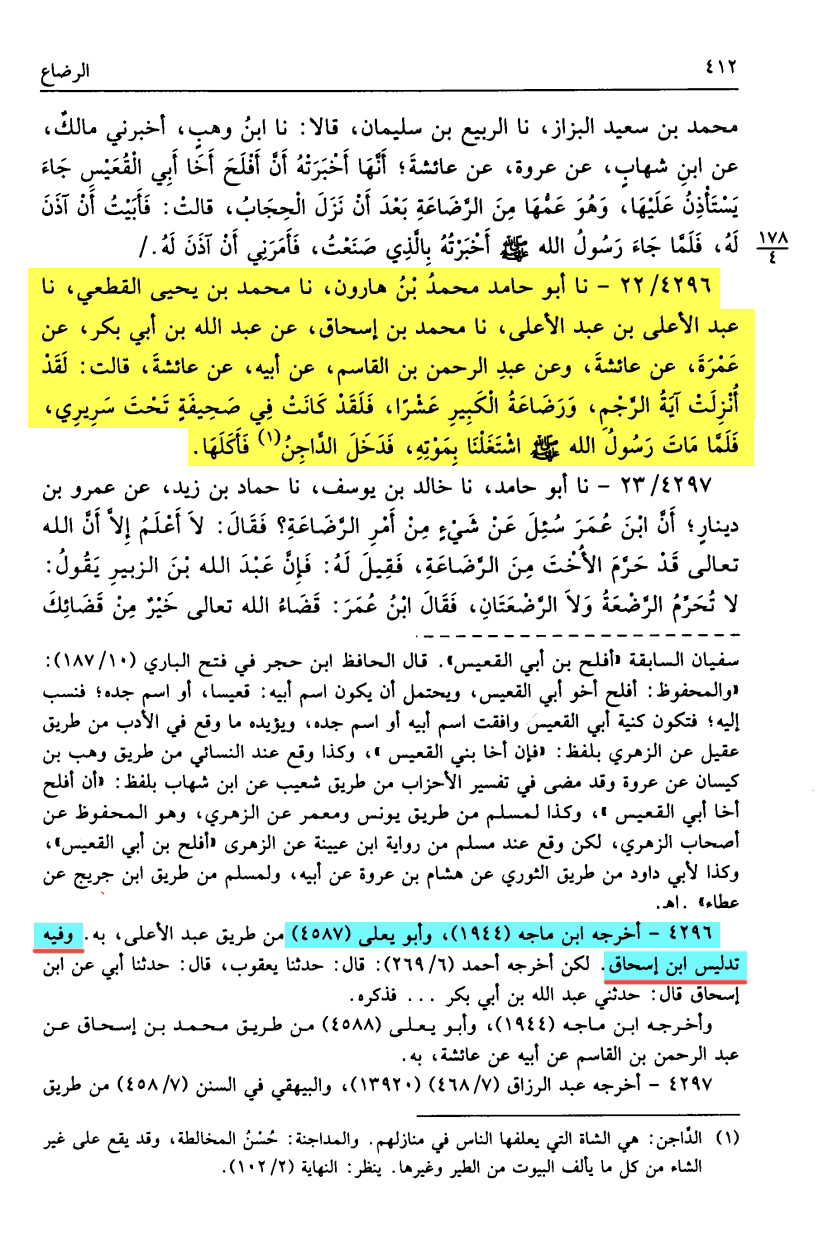 ٤١٢ الرضاع
محمد بن سعيد البزاز، نا الربيع بن سليمان، قالا: نا ابنُ وهبٍ، أخبرني مالكٌ،
عن ابنِ شهابٍ، عن عروة، عن عائشةَ؛ أَنَّهَا أَخْبَرَتْهُ أَنَّ أَفْلَحَ أَخَا أَبِي الْقُعَيْسِ جَاءَ
يَسْتَأْذِنُ عَلَيْهَا، وَهُوَ عَمُّهَا مِنَ الرَّضَاعَةِ بَعْدَ أَنْ نَزَلَ الْحِجَابُ، قالتْ: فَأَبَيْتُ أَنْ آذَنَ
لَهُ، فَلَمَّا جَاءَ رَسُولُ الله ﷺ أَخْبَرْتُهُ بِالَّذِي صَنَعْتُ، فَأَمَرَنِي أَنْ آذَنَ لَهُ./
١٧٨
٤
٢٢/٤٢٩٦ - نا أبو حامد محمدُ بْنُ هارون، نا محمد بن يحيى القطعي، نا
عبد الأعلى بن عبد الأعلى، نا محمد بن إسحاق، عن عبد الله بن أبي بكر، عن
عَمْرَةَ، عن عائشةَ، وعن عبدِ الرحمن بن القاسم، عن أبيه، عن عائشةَ، قالت: لَقَدْ
أُنْزِلَتْ آيَةُ الرَّجْمِ، وَرَضَاعَةُ الْكَبِيرِ عَشْرًا، فَلَقَدْ كَانَتْ فِي صَحِيفَةٍ تَحْتَ سَرِيرِي،
فَلَمَّا مَاتَ رَسُولُ الله ﷺ اشْتَغَلْنَا بِمَوْتِهِ، فَدَخَلَ الدَّاجِنُ(١) فَأَكَلَهَا.
٢٣/٤٢٩٧ - نا أبو حامد، نا خالد بن يوسف، نا حماد بن زيد، عن عمرو بن
دينارٍ؛ أَنَّ ابْنَ عُمَرَ سُئِلَ عَنْ شَيْءٍ مِنْ أَمْرِ الرَّضَاعَةِ؟ فَقَالَ: لاَ أَعْلَمُ إِلاَّ أَنَّ الله
تعالى قَدْ حَرَّمَ الأُخْتَ مِنَ الرَّضَاعَةِ، فَقِيلَ لَهُ: فَإِنَّ عَبْدَ الله بْنَ الزبيرِ يَقُولُ:
لا تُحَرِّمُ الرَّضْعَةُ وَلاَ الرَّضْعَتَانِ، فَقَالَ ابْنُ عُمَرَ: قَضَاءُ الله تعالى خَيْرٌ مِنْ قَضَائِكَ
سفيان السابقة «أفلح بن أبي القعيس». قال الحافظ ابن حجر في فتح الباري (١٨٧/١٠):
«والمحفوظ: أفلح أخو أبي القعيس، ويحتمل أن يكون اسم أبيه: قعيسا، أو اسم جده؛ فنسب
إليه؛ فتكون كنية أبي القعيس وافقت اسم أبيه أو اسم جده، ويؤيده ما وقع في الأدب من طريق
عقيل عن الزهري بلفظ: «فإن أخا بني القعيس »، وكذا وقع عند النسائي من طريق وهب بن
كيسان عن عروة وقد مضى في تفسير الأحزاب من طريق شعيب عن ابن شهاب بلفظ: «أن أفلح
أخا أبي القعيس »، وكذا لمسلم من طريق يونس ومعمر عن الزهري، وهو المحفوظ عن
أصحاب الزهري، لكن وقع عند مسلم من رواية ابن عيينة عن الزهرى «أفلح بن أبي القعيس»،
وكذا لأبي داود من طريق الثوري عن هشام بن عروة عن أبيه، ولمسلم من طريق ابن جريج عن
عطاء» .اهـ.
٤٢٩٦ - أخرجه ابن ماجه (١٩٤٤)، وأبو يعلى (٤٥٨٧) من طريق عبد الأعلى، به. وفيه
تدليس ابن إسحاق. لكن أخرجه أحمد (٢٦٩/٦): قال: حدثنا يعقوب، قال: حدثنا أبي عن ابن
إسحاق قال: حدثني عبد الله بن أبي بكر ... فذكره.
وأخرجه ابن ماجه (١٩٤٤)، وأبو يعلى (٤٥٨٨) من طريق محمد بن إسحاق عن
عبد الرحمن بن القاسم عن أبيه عن عائشة، به.
٤٢٩٧ - أخرجه عبد الرزاق (٤٦٨/٧) (١٣٩٢٠)، والبيهقي في السنن (٤٥٨/٧) من طريق
(١) الدَّاجن: هي الشاة التي يعلفها الناس في منازلهم. والمداجنة: حُسْنُ المخالطة، وقد يقع على غير
الشاء من كل ما يألف البيوت من الطير وغيرها. ينظر: النهاية (١٠٢/٢).